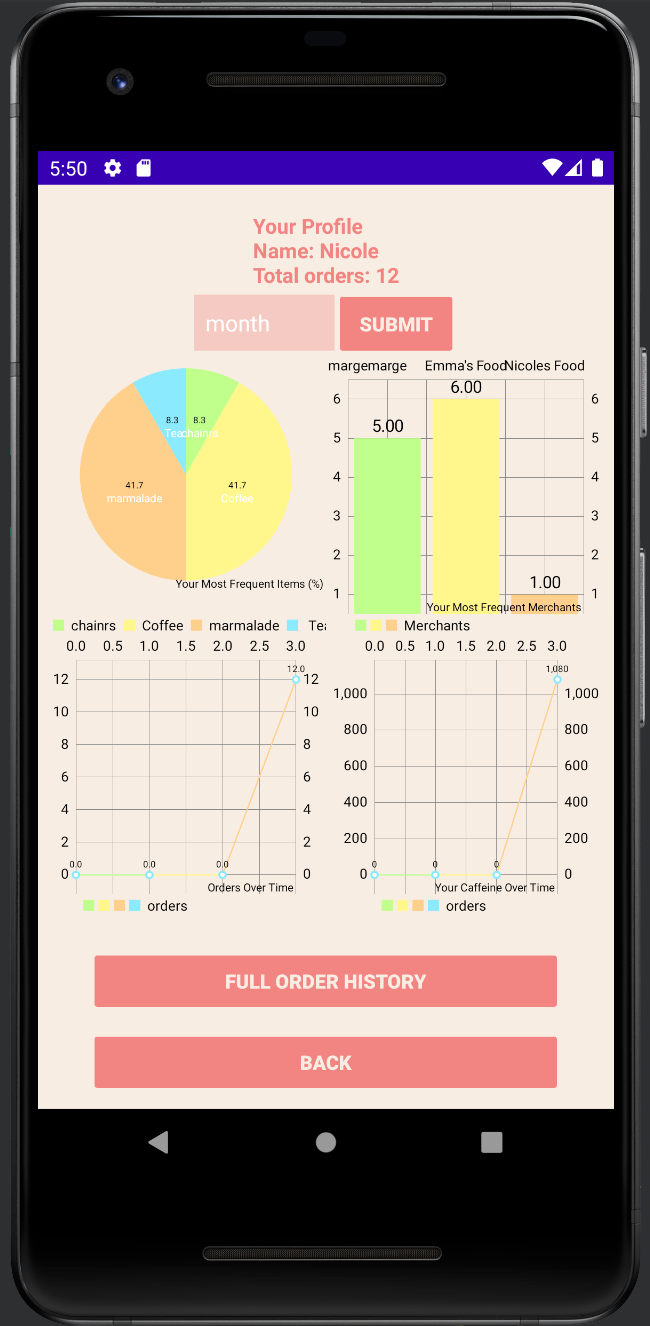 5:50
Your Profile
Name: Nicole
Total orders: 12
month
SUBMIT
margemarge Emma's Food Nicoles Food
8.3 8.3
Tea chainrs
41.7 41.7
marmalade Coffee
Your Most Frequent Items (%)
chainrs Coffee marmalade Tea
6.00
6 6
5.00
5 5
4 4
3 3
2 2
1.00
1 1
Your Most Frequent Merchants
Merchants
0.0 0.5 1.0 1.5 2.0 2.5 3.0
12.0
12 12
10 10
8 8
6 6
4 4
2 2
0.0 0.0 0.0
0 0
Orders Over Time
orders
0.0 0.5 1.0 1.5 2.0 2.5 3.0
1,080
1,000 1,000
800 800
600 600
400 400
200 200
0 0 0
0 0
Your Caffeine Over Time
orders
FULL ORDER HISTORY
BACK